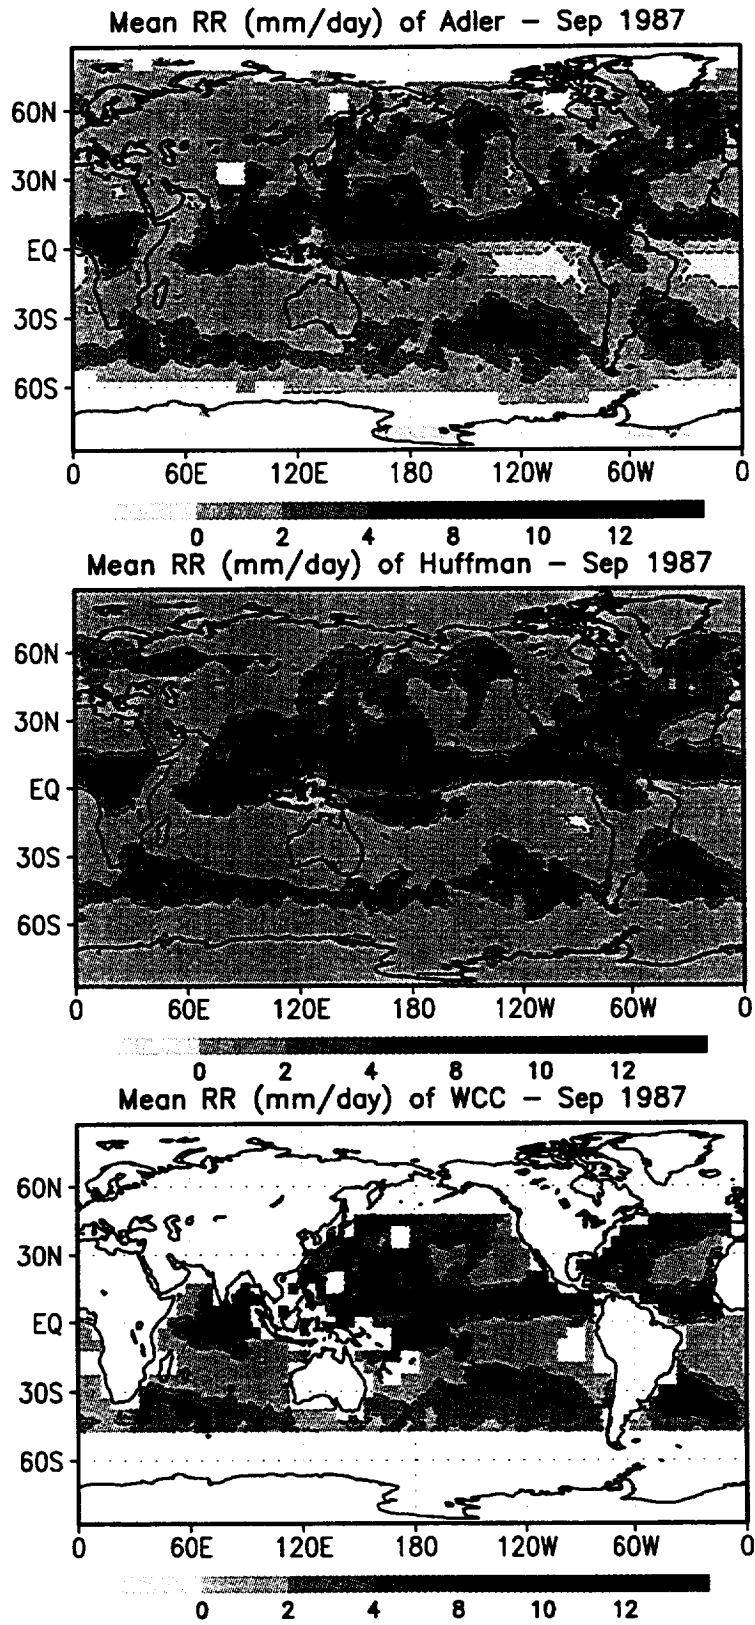 Mean RR (mm/day) of Adler – Sep 1987
60N
30N
EQ
30S
60S
0 60E 120E 180 120W 60W 0
0 2 4 8 10 12
Mean RR (mm/day) of Huffman – Sep 1987
60N
30N
EQ
30S
60S
0 60E 120E 180 120W 60W 0
0 2 4 8 10 12
Mean RR (mm/day) of WCC – Sep 1987
60N
30N
EQ
30S
60S
0 60E 120E 180 120W 60W 0
0 2 4 8 10 12